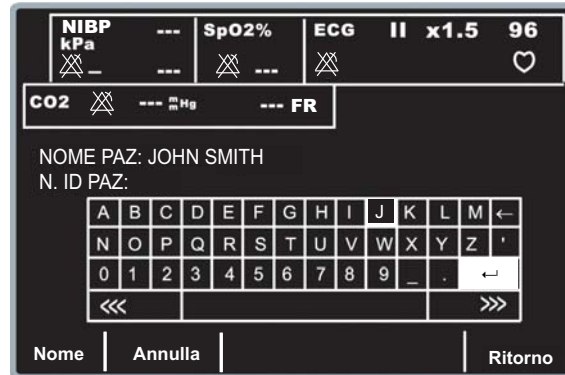 NIBP --- SpO2% ECG II x1.5 96
kPa
– --- ---
CO2 --- mmHg --- FR
NOME PAZ: JOHN SMITH
N. ID PAZ:
A B C D E F G H I J K L M ←
N O P Q R S T U V W X Y Z '
0 1 2 3 4 5 6 7 8 9 _ . ↵
<<< >>>
Nome Annulla Ritorno